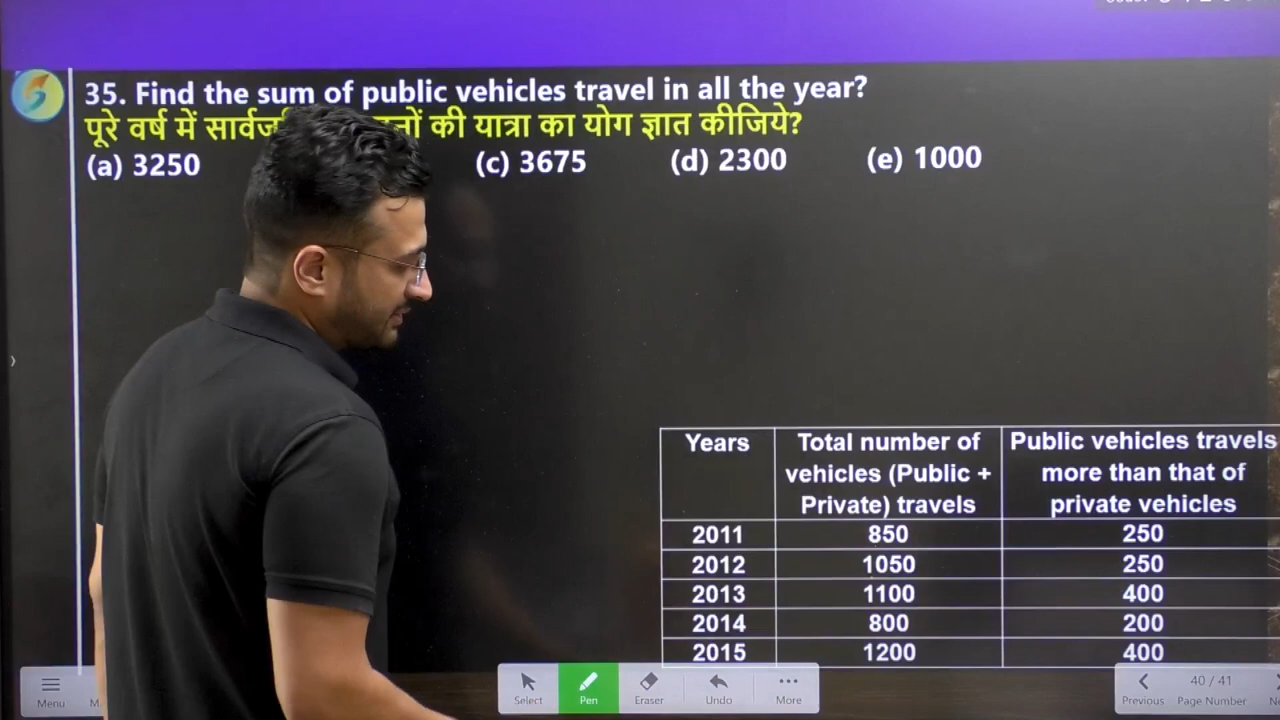 35. Find the sum of public vehicles travel in all the year?
पूरे वर्ष में की यात्रा का योग ज्ञात कीजिये?
(a) 3250 (c) 3675 (d) 2300 (e) 1000
Years Total number of vehicles (Public + Private) travels Public vehicles travels more than that of private vehicles
2011 850 250
2012 1050 250
2013 1100 400
2014 800 200
2015 1200 400
Menu Select Pen Eraser Undo More Previous 40 / 41 Page Number